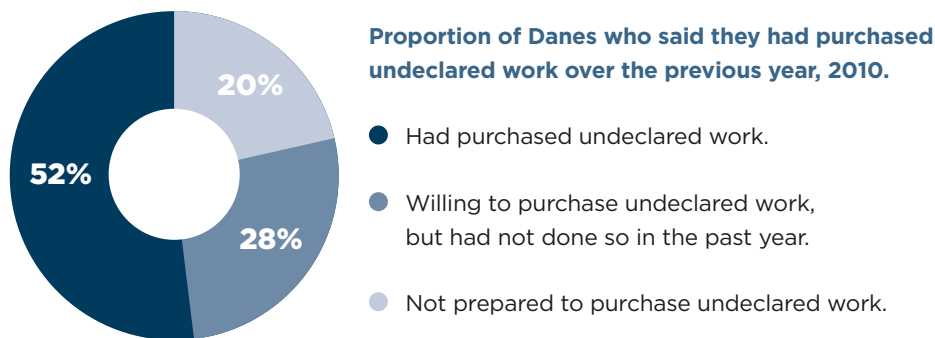 Proportion of Danes who said they had purchased
undeclared work over the previous year, 2010.
20%
Had purchased undeclared work.
52%
Willing to purchase undeclared work,
but had not done so in the past year.
28%
Not prepared to purchase undeclared work.